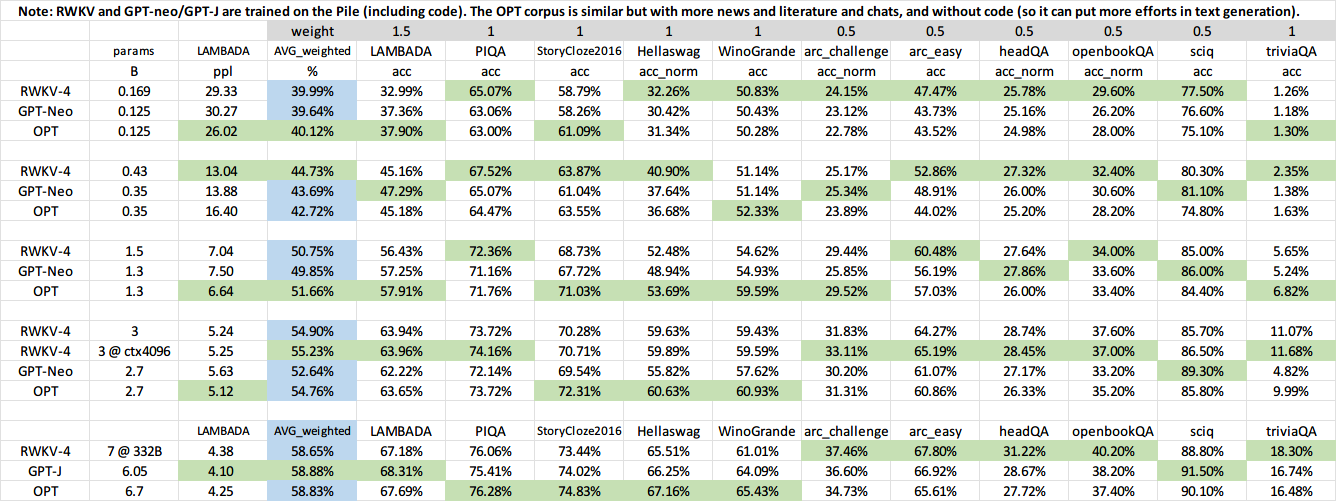 Note: RWKV and GPT-neo/GPT-J are trained on the Pile (including code). The OPT corpus is similar but with more news and literature and chats, and without code (so it can put more efforts in text generation).
weight 1.5 1 1 1 1 0.5 0.5 0.5 0.5 0.5 1
params LAMBADA AVG_weighted LAMBADA PIQA StoryCloze2016 Hellaswag WinoGrande arc_challenge arc_easy headQA openbookQA sciq triviaQA
B ppl % acc acc acc acc_norm acc acc_norm acc acc_norm acc_norm acc acc
RWKV-4 0.169 29.33 39.99% 32.99% 65.07% 58.79% 32.26% 50.83% 24.15% 47.47% 25.78% 29.60% 77.50% 1.26%
GPT-Neo 0.125 30.27 39.64% 37.36% 63.06% 58.26% 30.42% 50.43% 23.12% 43.73% 25.16% 26.20% 76.60% 1.18%
OPT 0.125 26.02 40.12% 37.90% 63.00% 61.09% 31.34% 50.28% 22.78% 43.52% 24.98% 28.00% 75.10% 1.30%
RWKV-4 0.43 13.04 44.73% 45.16% 67.52% 63.87% 40.90% 51.14% 25.17% 52.86% 27.32% 32.40% 80.30% 2.35%
GPT-Neo 0.35 13.88 43.69% 47.29% 65.07% 61.04% 37.64% 51.14% 25.34% 48.91% 26.00% 30.60% 81.10% 1.38%
OPT 0.35 16.40 42.72% 45.18% 64.47% 63.55% 36.68% 52.33% 23.89% 44.02% 25.20% 28.20% 74.80% 1.63%
RWKV-4 1.5 7.04 50.75% 56.43% 72.36% 68.73% 52.48% 54.62% 29.44% 60.48% 27.64% 34.00% 85.00% 5.65%
GPT-Neo 1.3 7.50 49.85% 57.25% 71.16% 67.72% 48.94% 54.93% 25.85% 56.19% 27.86% 33.60% 86.00% 5.24%
OPT 1.3 6.64 51.66% 57.91% 71.76% 71.03% 53.69% 59.59% 29.52% 57.03% 26.00% 33.40% 84.40% 6.82%
RWKV-4 3 5.24 54.90% 63.94% 73.72% 70.28% 59.63% 59.43% 31.83% 64.27% 28.74% 37.60% 85.70% 11.07%
RWKV-4 3 @ ctx4096 5.25 55.23% 63.96% 74.16% 70.71% 59.89% 59.59% 33.11% 65.19% 28.45% 37.00% 86.50% 11.68%
GPT-Neo 2.7 5.63 52.64% 62.22% 72.14% 69.54% 55.82% 57.62% 30.20% 61.07% 27.17% 33.20% 89.30% 4.82%
OPT 2.7 5.12 54.76% 63.65% 73.72% 72.31% 60.63% 60.93% 31.31% 60.86% 26.33% 35.20% 85.80% 9.99%
LAMBADA AVG_weighted LAMBADA PIQA StoryCloze2016 Hellaswag WinoGrande arc_challenge arc_easy headQA openbookQA sciq triviaQA
RWKV-4 7 @ 332B 4.38 58.65% 67.18% 76.06% 73.44% 65.51% 61.01% 37.46% 67.80% 31.22% 40.20% 88.80% 18.30%
GPT-J 6.05 4.10 58.88% 68.31% 75.41% 74.02% 66.25% 64.09% 36.60% 66.92% 28.67% 38.20% 91.50% 16.74%
OPT 6.7 4.25 58.83% 67.69% 76.28% 74.83% 67.16% 65.43% 34.73% 65.61% 27.72% 37.40% 90.10% 16.48%